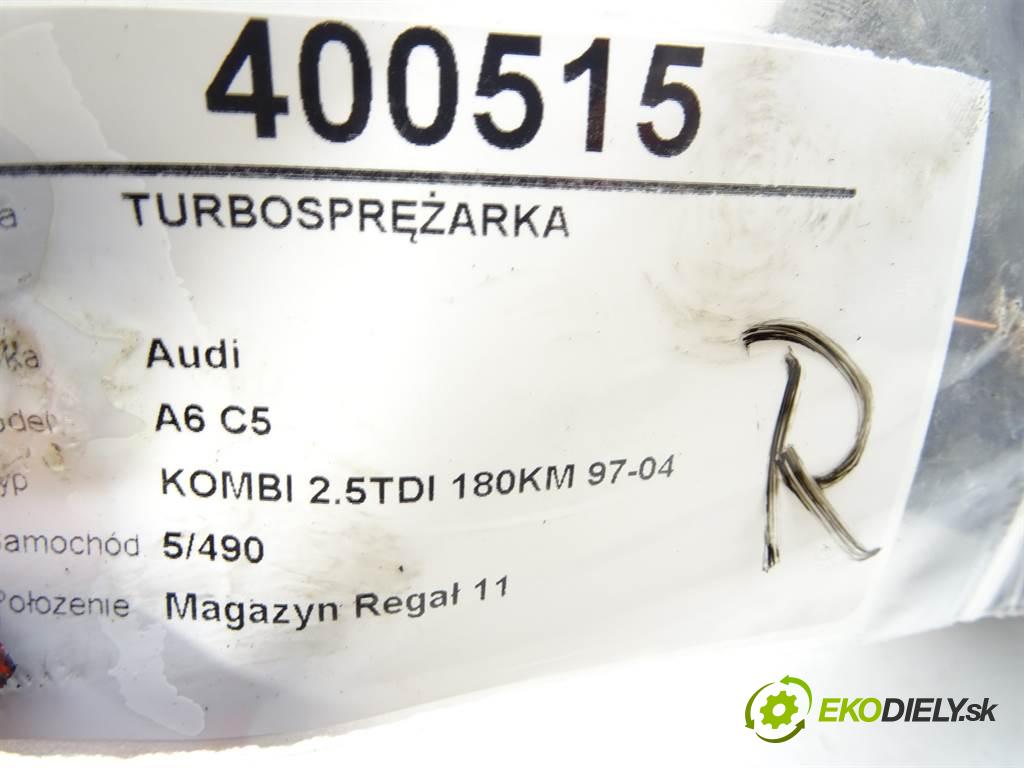 400515
TURBOSPRĘŻARKA
Audi
A6 C5
KOMBI 2.5TDI 180KM 97-04
Samochód 5/490
Położenie Magazyn Regał 11
R
EKODIELY.sk